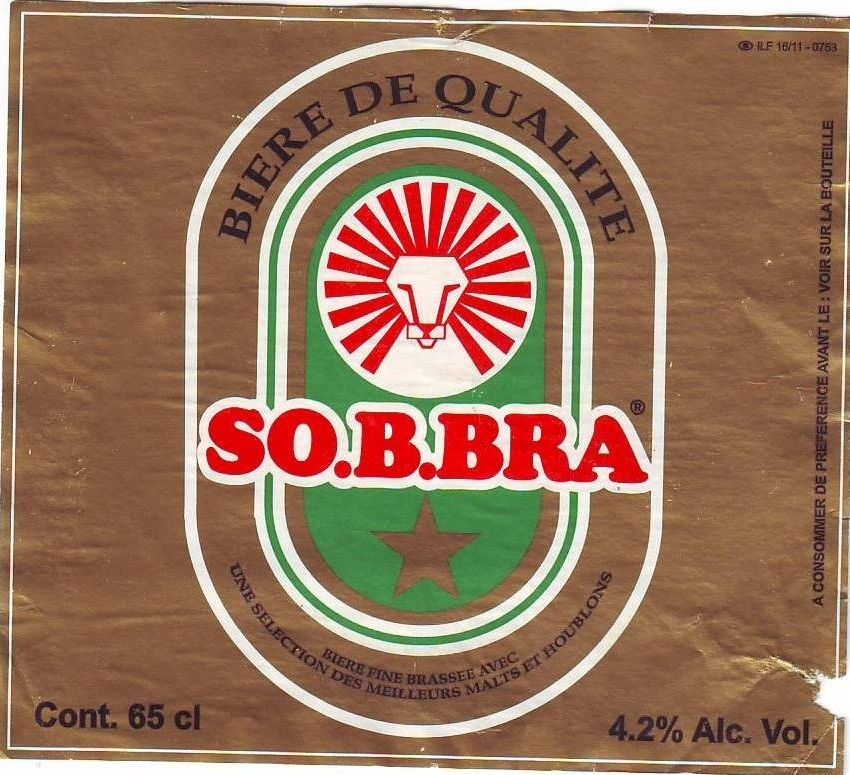 ILF 16/11 - 0753
BIERE DE QUALITE
SO.B.BRA®
BIERE FINE BRASSEE AVEC
UNE SELECTION DES MEILLEURS MALTS ET HOUBLONS
Cont. 65 cl
4.2% Alc. Vol.
A CONSOMMER DE PREFERENCE AVANT LE : VOIR SUR LA BOUTEILLE